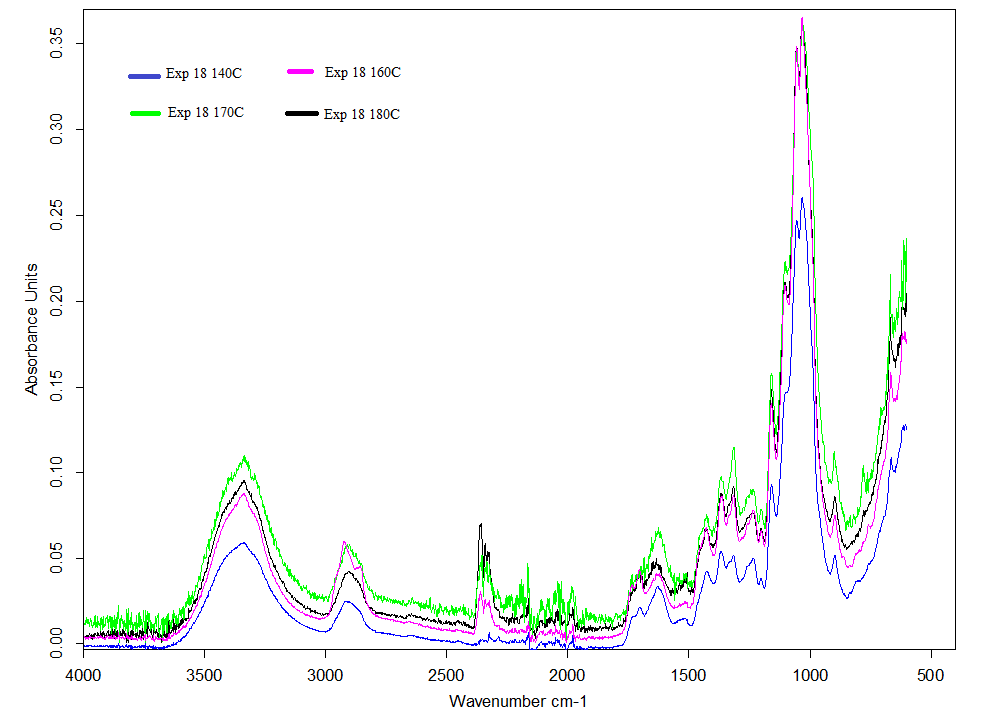 Exp 18 140C
Exp 18 160C
Exp 18 170C
Exp 18 180C
Absorbance Units
0.35
0.30
0.25
0.20
0.15
0.10
0.05
0.00
4000 3500 3000 2500 2000 1500 1000 500
Wavenumber cm-1